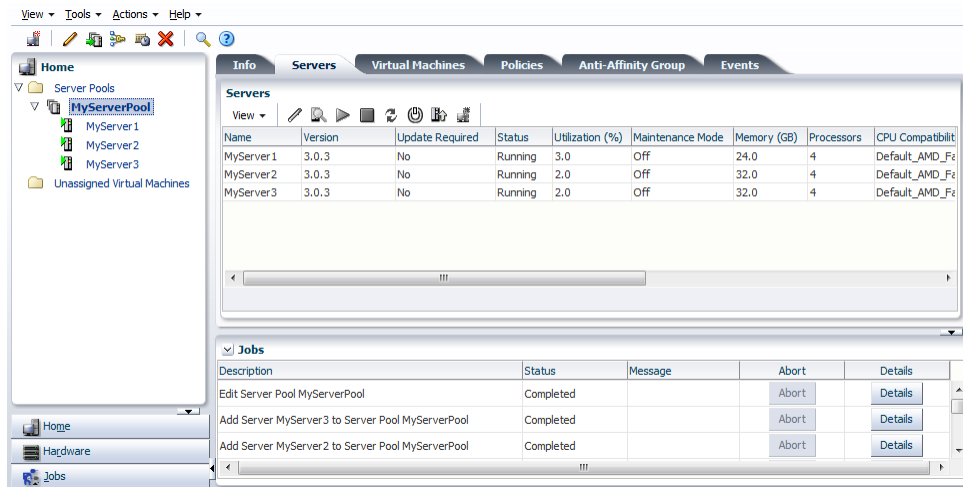 View Tools Actions Help
Home
Server Pools
MyServerPool
MyServer1
MyServer2
MyServer3
Unassigned Virtual Machines
Home
Hardware
Jobs
Info Servers Virtual Machines Policies Anti-Affinity Group Events
Servers
View
Name Version Update Required Status Utilization (%) Maintenance Mode Memory (GB) Processors CPU Compatibilit
MyServer1 3.0.3 No Running 3.0 Off 24.0 4 Default_AMD_Fa
MyServer2 3.0.3 No Running 2.0 Off 32.0 4 Default_AMD_Fa
MyServer3 3.0.3 No Running 2.0 Off 32.0 4 Default_AMD_Fa
Jobs
Description Status Message Abort Details
Edit Server Pool MyServerPool Completed Abort Details
Add Server MyServer3 to Server Pool MyServerPool Completed Abort Details
Add Server MyServer2 to Server Pool MyServerPool Completed Abort Details